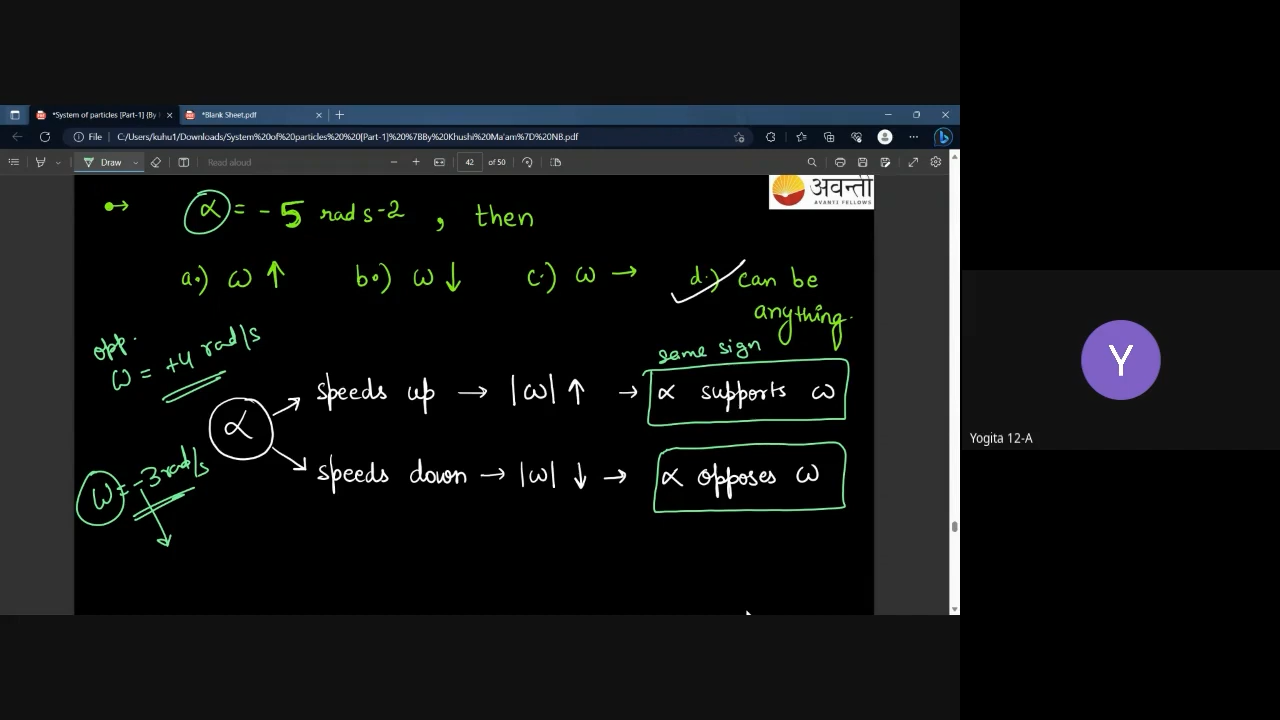 *System of particles [Part-1] {By I
*Blank Sheet.pdf
File
C:/Users/kuhu1/Downloads/System%20of%20particles%20%20[Part-1]%20%7BBy%20Khushi%20Ma'am%7D%20NB.pdf
Draw
Read aloud
42 of 50
अवन्ती
AVANTI FELLOWS
α = -5 rad s-2 , then
a.) ω ↑ b.) ω ↓ c.) ω → d.) can be
anything.
opp.
ω = +4 rad/s
same sign
α
speeds up → |ω| ↑ → α supports ω
ω = -3 rad/s
speeds down → |ω| ↓ → α opposes ω
Y
Yogita 12-A